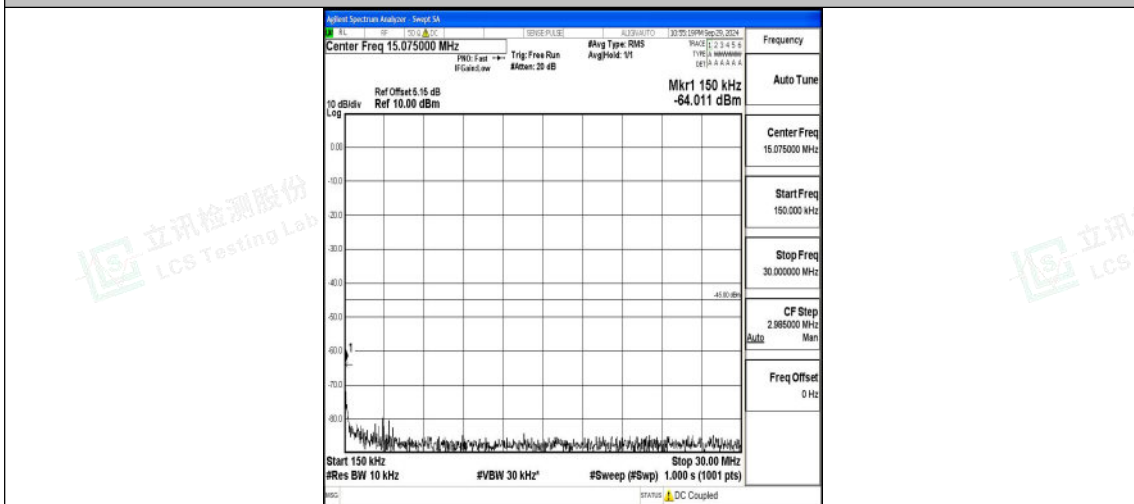 Agilent Spectrum Analyzer - Swept SA
RL RF 50 Ω DC SENSE:PULSE ALIGNAUTO 10:55:19PM Sep 29, 2024
Center Freq 15.075000 MHz
PNO: Fast
IFGain:Low
Trig: Free Run
#Atten: 20 dB
#Avg Type: RMS
Avg|Hold: 1/1
TRACE 1 2 3 4 5 6
TYPE A
DET A A A A A A
Frequency
Mkr1 150 kHz
-64.011 dBm
Ref Offset 5.15 dB
10 dB/div Ref 10.00 dBm
Log
0.00
-10.0
-20.0
-30.0
-40.0
-50.0
-60.0
-70.0
-80.0
1
Start 150 kHz
Stop 30.00 MHz
#Res BW 10 kHz
#VBW 30 kHz*
#Sweep (#Swp) 1.000 s (1001 pts)
MSG
STATUS DC Coupled
Auto Tune
Center Freq
15.075000 MHz
Start Freq
150.000 kHz
Stop Freq
30.000000 MHz
CF Step
2.985000 MHz
Auto Man
Freq Offset
0 Hz
立讯检测股份
LCS Testing Lab
立讯
LCS